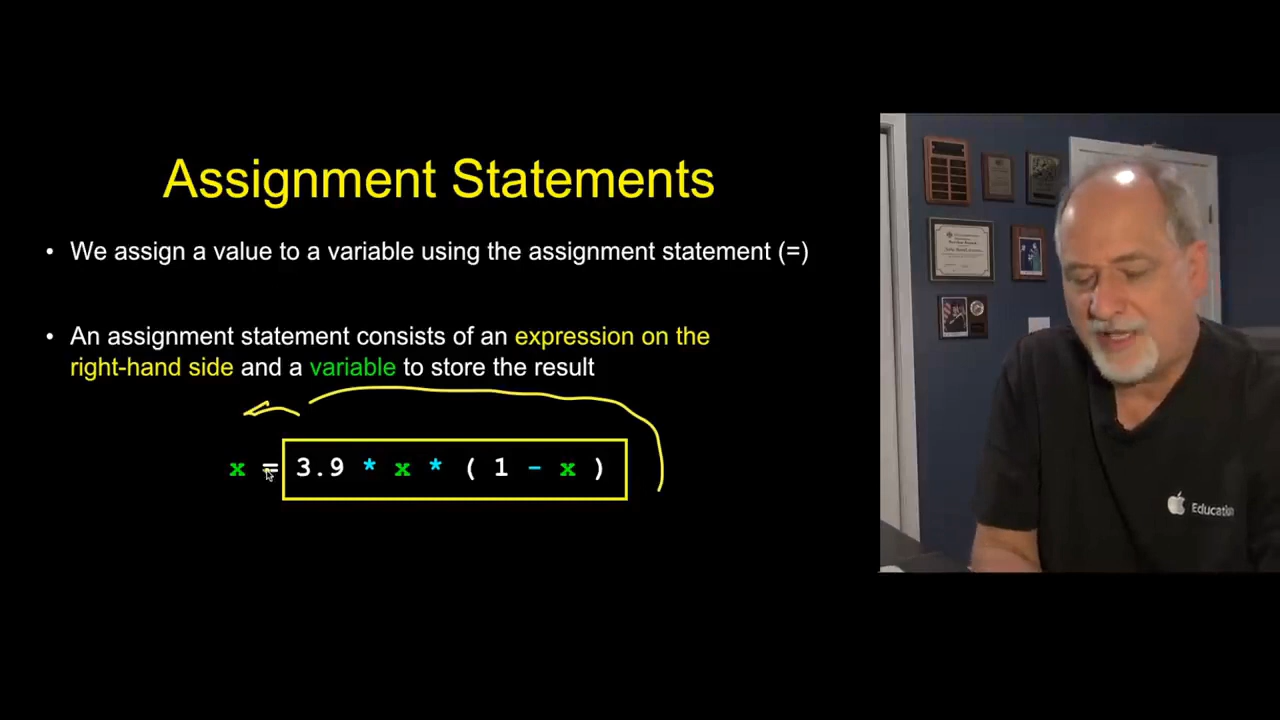 Assignment Statements
• We assign a value to a variable using the assignment statement (=)
• An assignment statement consists of an expression on the
right-hand side and a variable to store the result
x = 3.9 * x * ( 1 - x )
Education